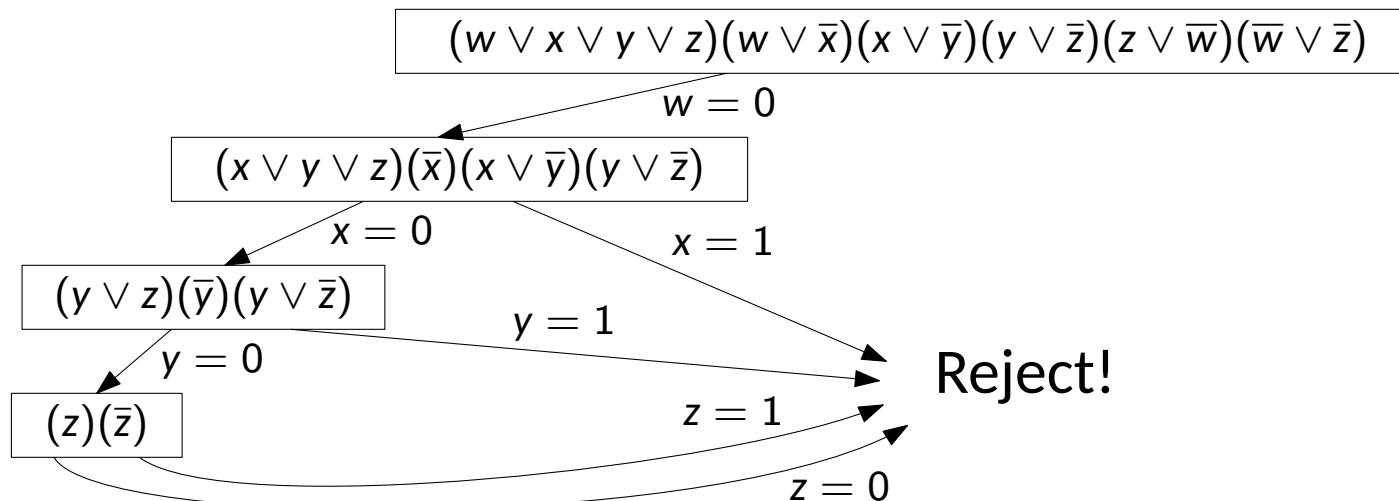 (w ∨ x ∨ y ∨ z)(w ∨ x̅)(x ∨ y̅)(y ∨ z̅)(z ∨ w̅)(w̅ ∨ z̅)
w = 0
(x ∨ y ∨ z)(x̅)(x ∨ y̅)(y ∨ z̅)
x = 0
x = 1
(y ∨ z)(y̅)(y ∨ z̅)
y = 1
y = 0
Reject!
(z)(z̅)
z = 1
z = 0